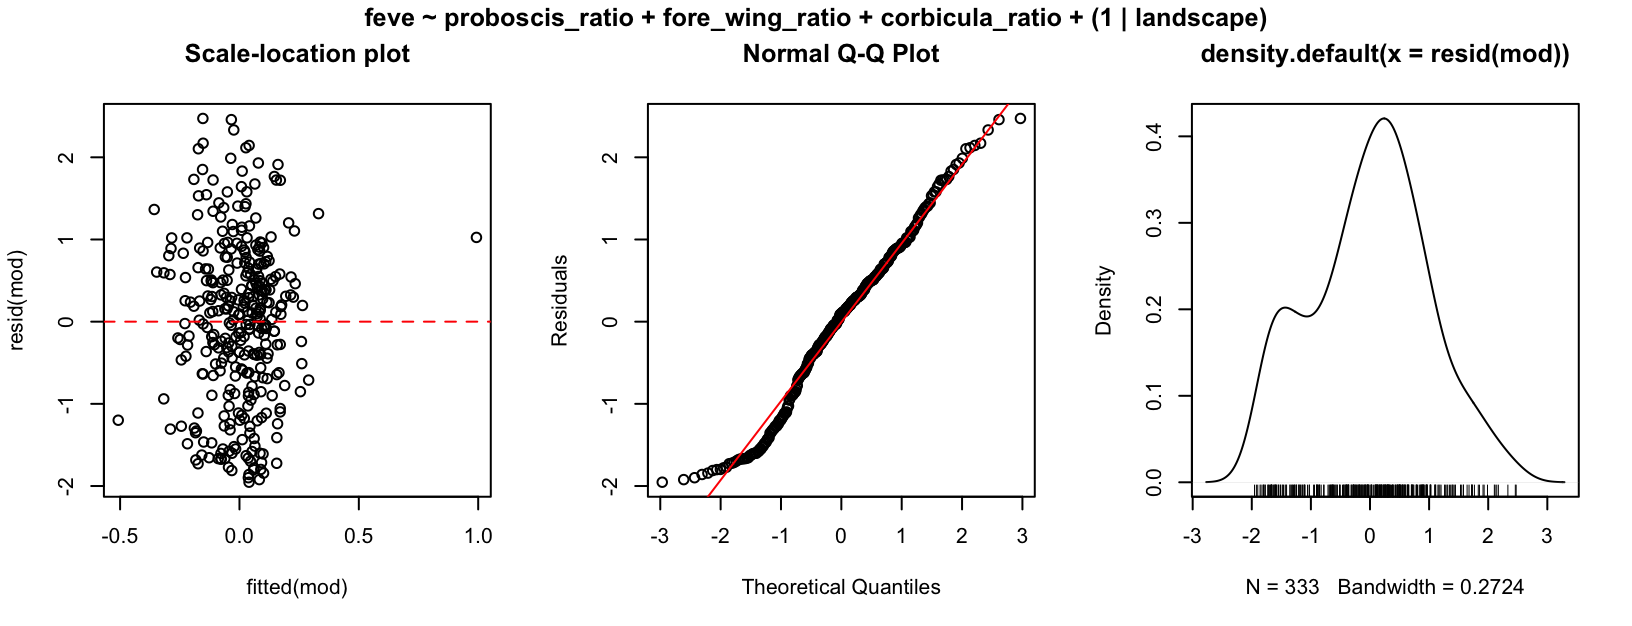 feve ~ proboscis_ratio + fore_wing_ratio + corbicula_ratio + (1 | landscape)
Scale-location plot
resid(mod)
2
1
0
-1
-2
-0.5 0.0 0.5 1.0
fitted(mod)
Normal Q-Q Plot
Residuals
2
1
0
-1
-2
-3 -2 -1 0 1 2 3
Theoretical Quantiles
density.default(x = resid(mod))
Density
0.4
0.3
0.2
0.1
0.0
-3 -2 -1 0 1 2 3
N = 333 Bandwidth = 0.2724